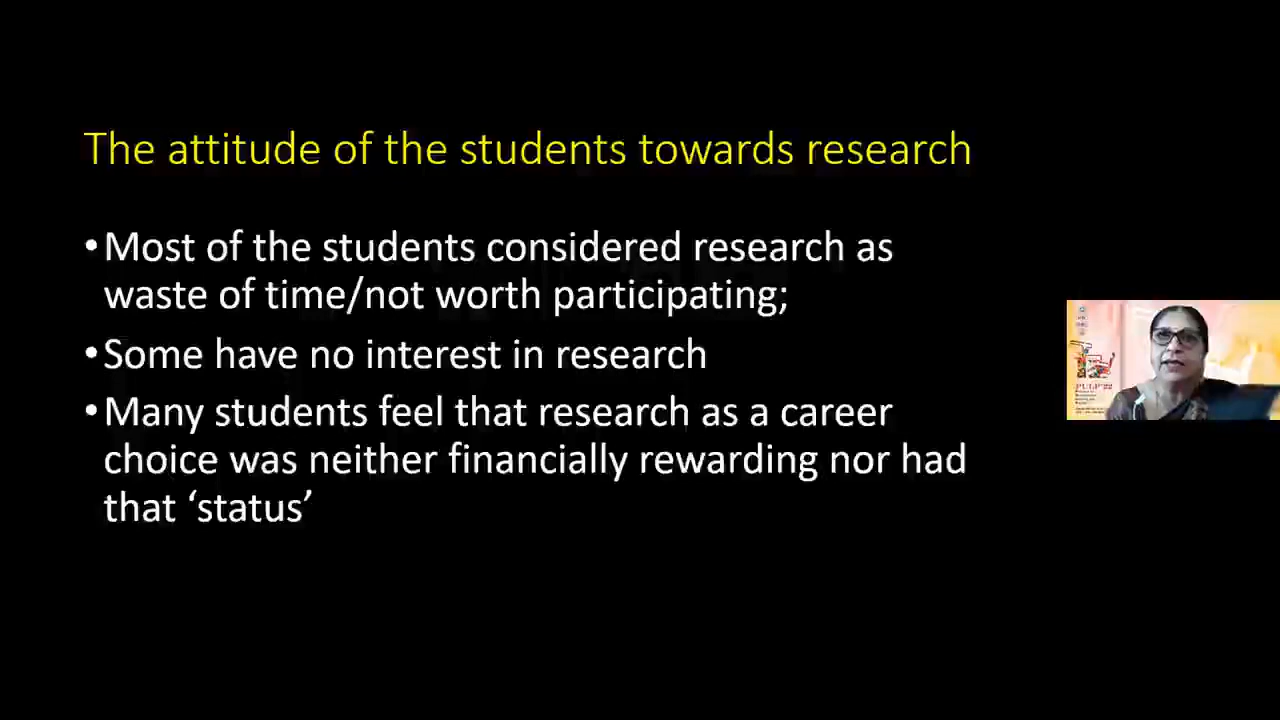 The attitude of the students towards research
•Most of the students considered research as
waste of time/not worth participating;
•Some have no interest in research
•Many students feel that research as a career
choice was neither financially rewarding nor had
that ‘status’
PULP'22